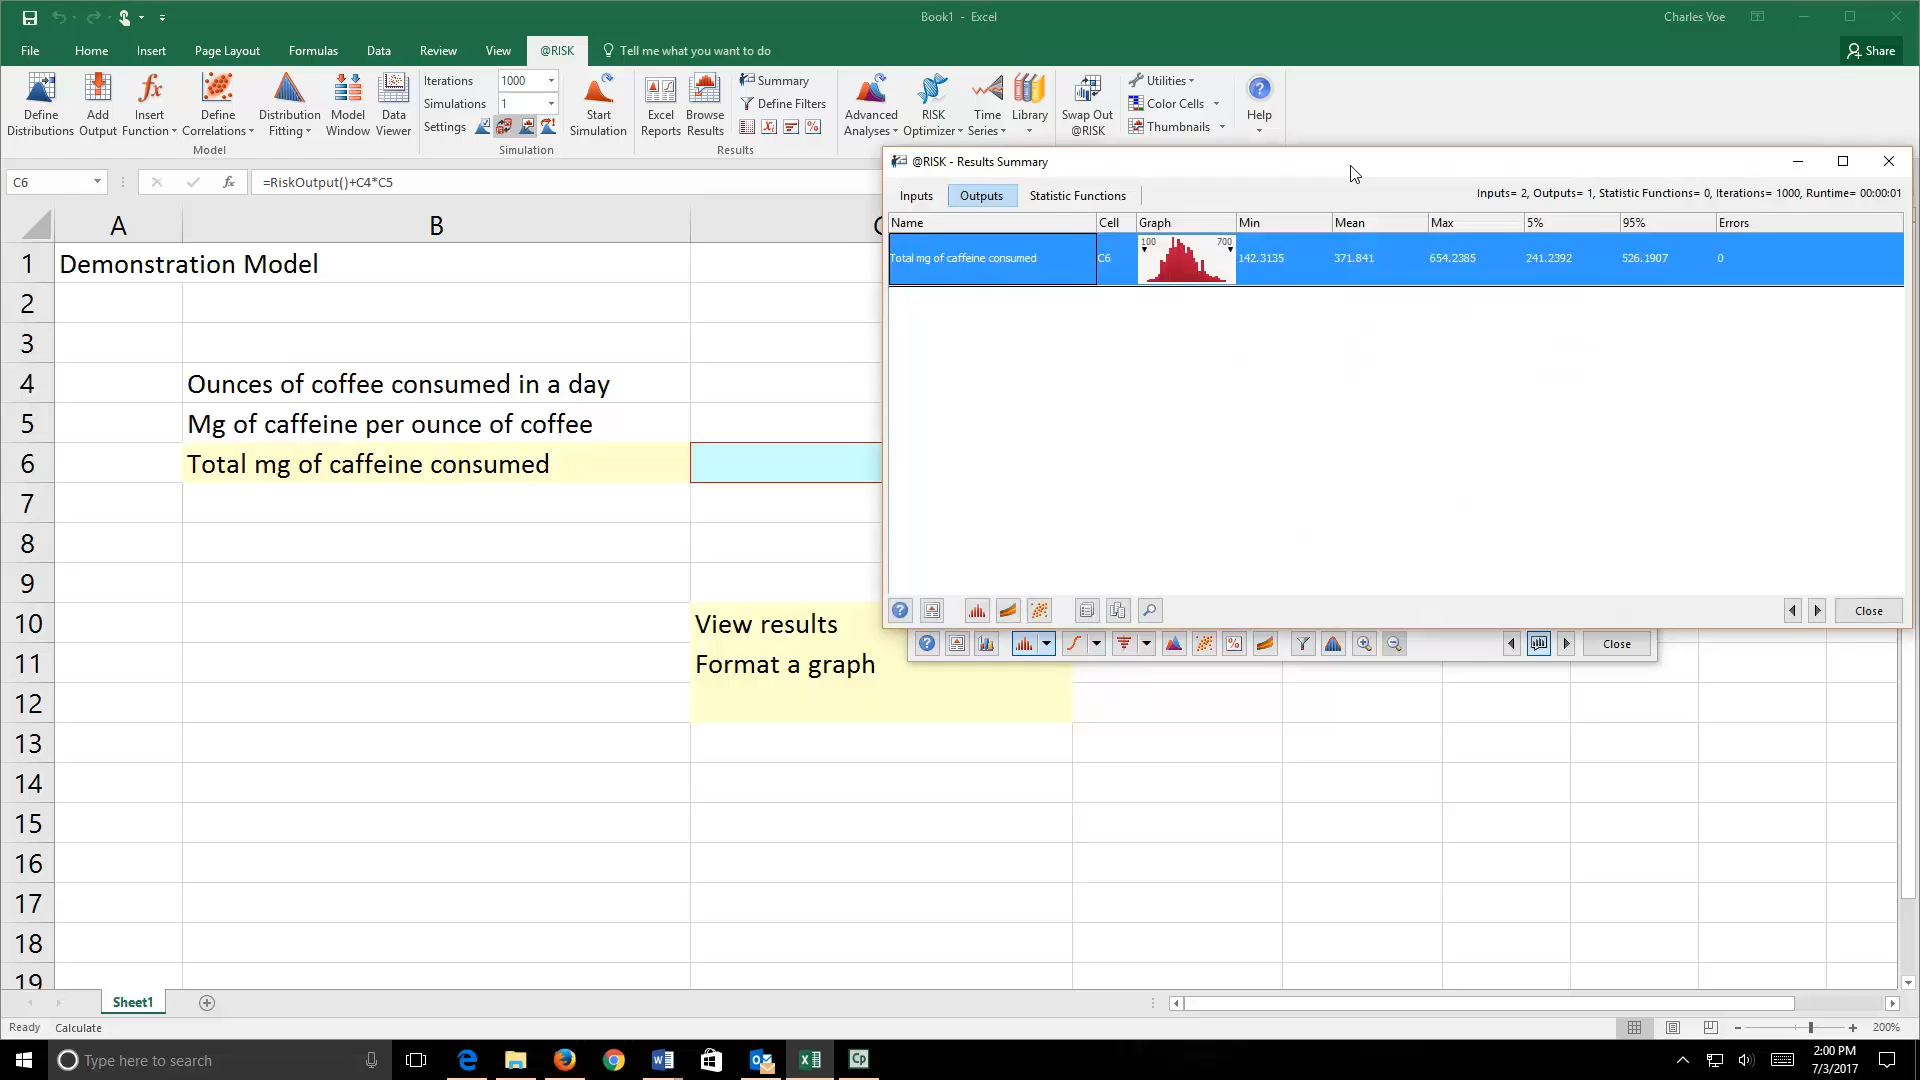 Book1 - Excel
Charles Yoe
File Home Insert Page Layout Formulas Data Review View @RISK Tell me what you want to do
Share
Define Distributions
Add Output
Insert Function
Define Correlations
Distribution Fitting
Model Window
Data Viewer
Model
Iterations 1000
Simulations 1
Settings
Start Simulation
Simulation
Excel Reports
Browse Results
Summary
Define Filters
Results
Advanced Analyses
RISK Optimizer
Time Series
Library
Swap Out @RISK
Utilities
Color Cells
Thumbnails
Help
C6 fx =RiskOutput()+C4*C5
@RISK - Results Summary
Inputs Outputs Statistic Functions
Inputs= 2, Outputs= 1, Statistic Functions= 0, Iterations= 1000, Runtime= 00:00:01
Name Cell Graph Min Mean Max 5% 95% Errors
100 700
Total mg of caffeine consumed C6 142.3135 371.841 654.2385 241.2392 526.1907 0
Close
Close
A B
1 Demonstration Model
2
3
4 Ounces of coffee consumed in a day
5 Mg of caffeine per ounce of coffee
6 Total mg of caffeine consumed
7
8
9
10 View results
11 Format a graph
12
13
14
15
16
17
18
19
Sheet1
Ready Calculate
200%
Type here to search
2:00 PM
7/3/2017